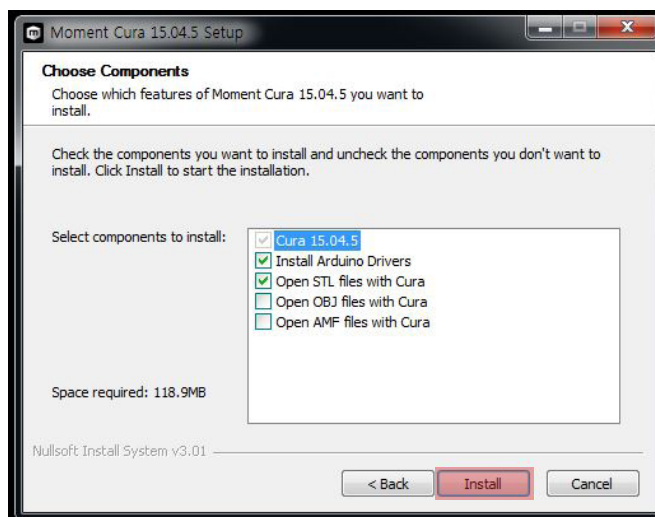 Moment Cura 15.04.5 Setup
Choose Components
Choose which features of Moment Cura 15.04.5 you want to
install.
Check the components you want to install and uncheck the components you don't want to
install. Click Install to start the installation.
Select components to install:
Cura 15.04.5
Install Arduino Drivers
Open STL files with Cura
Open OBJ files with Cura
Open AMF files with Cura
Space required: 118.9MB
Nullsoft Install System v3.01
< Back
Install
Cancel